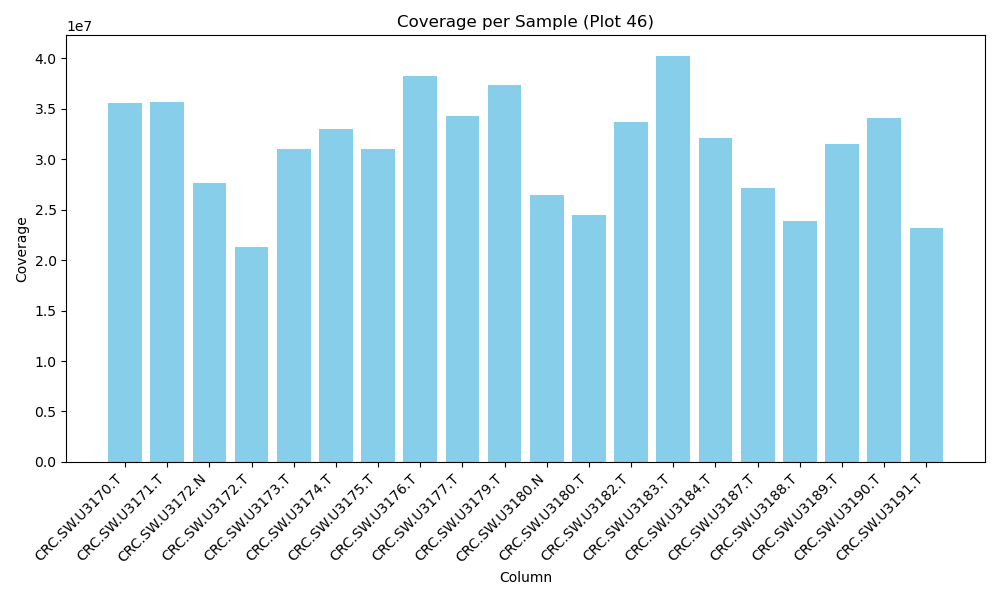 Coverage per Sample (Plot 46)
1e7
4.0
3.5
3.0
2.5
2.0
1.5
1.0
0.5
0.0
Coverage
CRC.SW.U3170.T
CRC.SW.U3171.T
CRC.SW.U3172.N
CRC.SW.U3172.T
CRC.SW.U3173.T
CRC.SW.U3174.T
CRC.SW.U3175.T
CRC.SW.U3176.T
CRC.SW.U3177.T
CRC.SW.U3179.T
CRC.SW.U3180.N
CRC.SW.U3180.T
CRC.SW.U3182.T
CRC.SW.U3183.T
CRC.SW.U3184.T
CRC.SW.U3187.T
CRC.SW.U3188.T
CRC.SW.U3189.T
CRC.SW.U3190.T
CRC.SW.U3191.T
Column